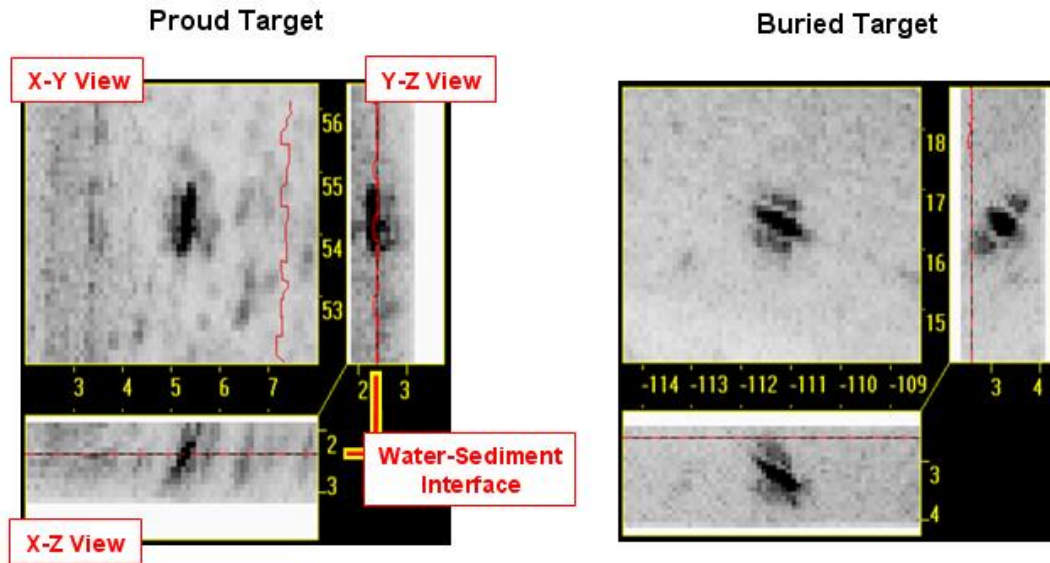 Proud Target
Buried Target
X-Y View
Y-Z View
56
55
54
53
3 4 5 6 7
2 3
2
3
Water-Sediment
Interface
X-Z View
18
17
16
15
-114 -113 -112 -111 -110 -109
3 4
3
4